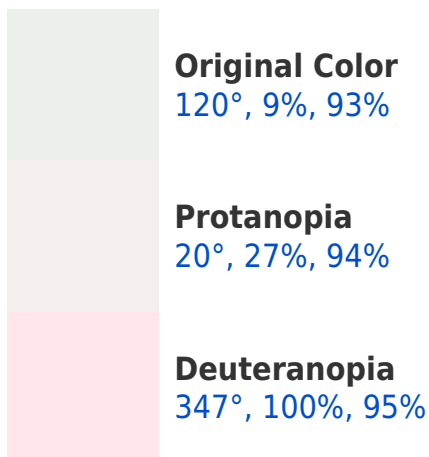 Original Color
120°, 9%, 93%
Protanopia
20°, 27%, 94%
Deuteranopia
347°, 100%, 95%